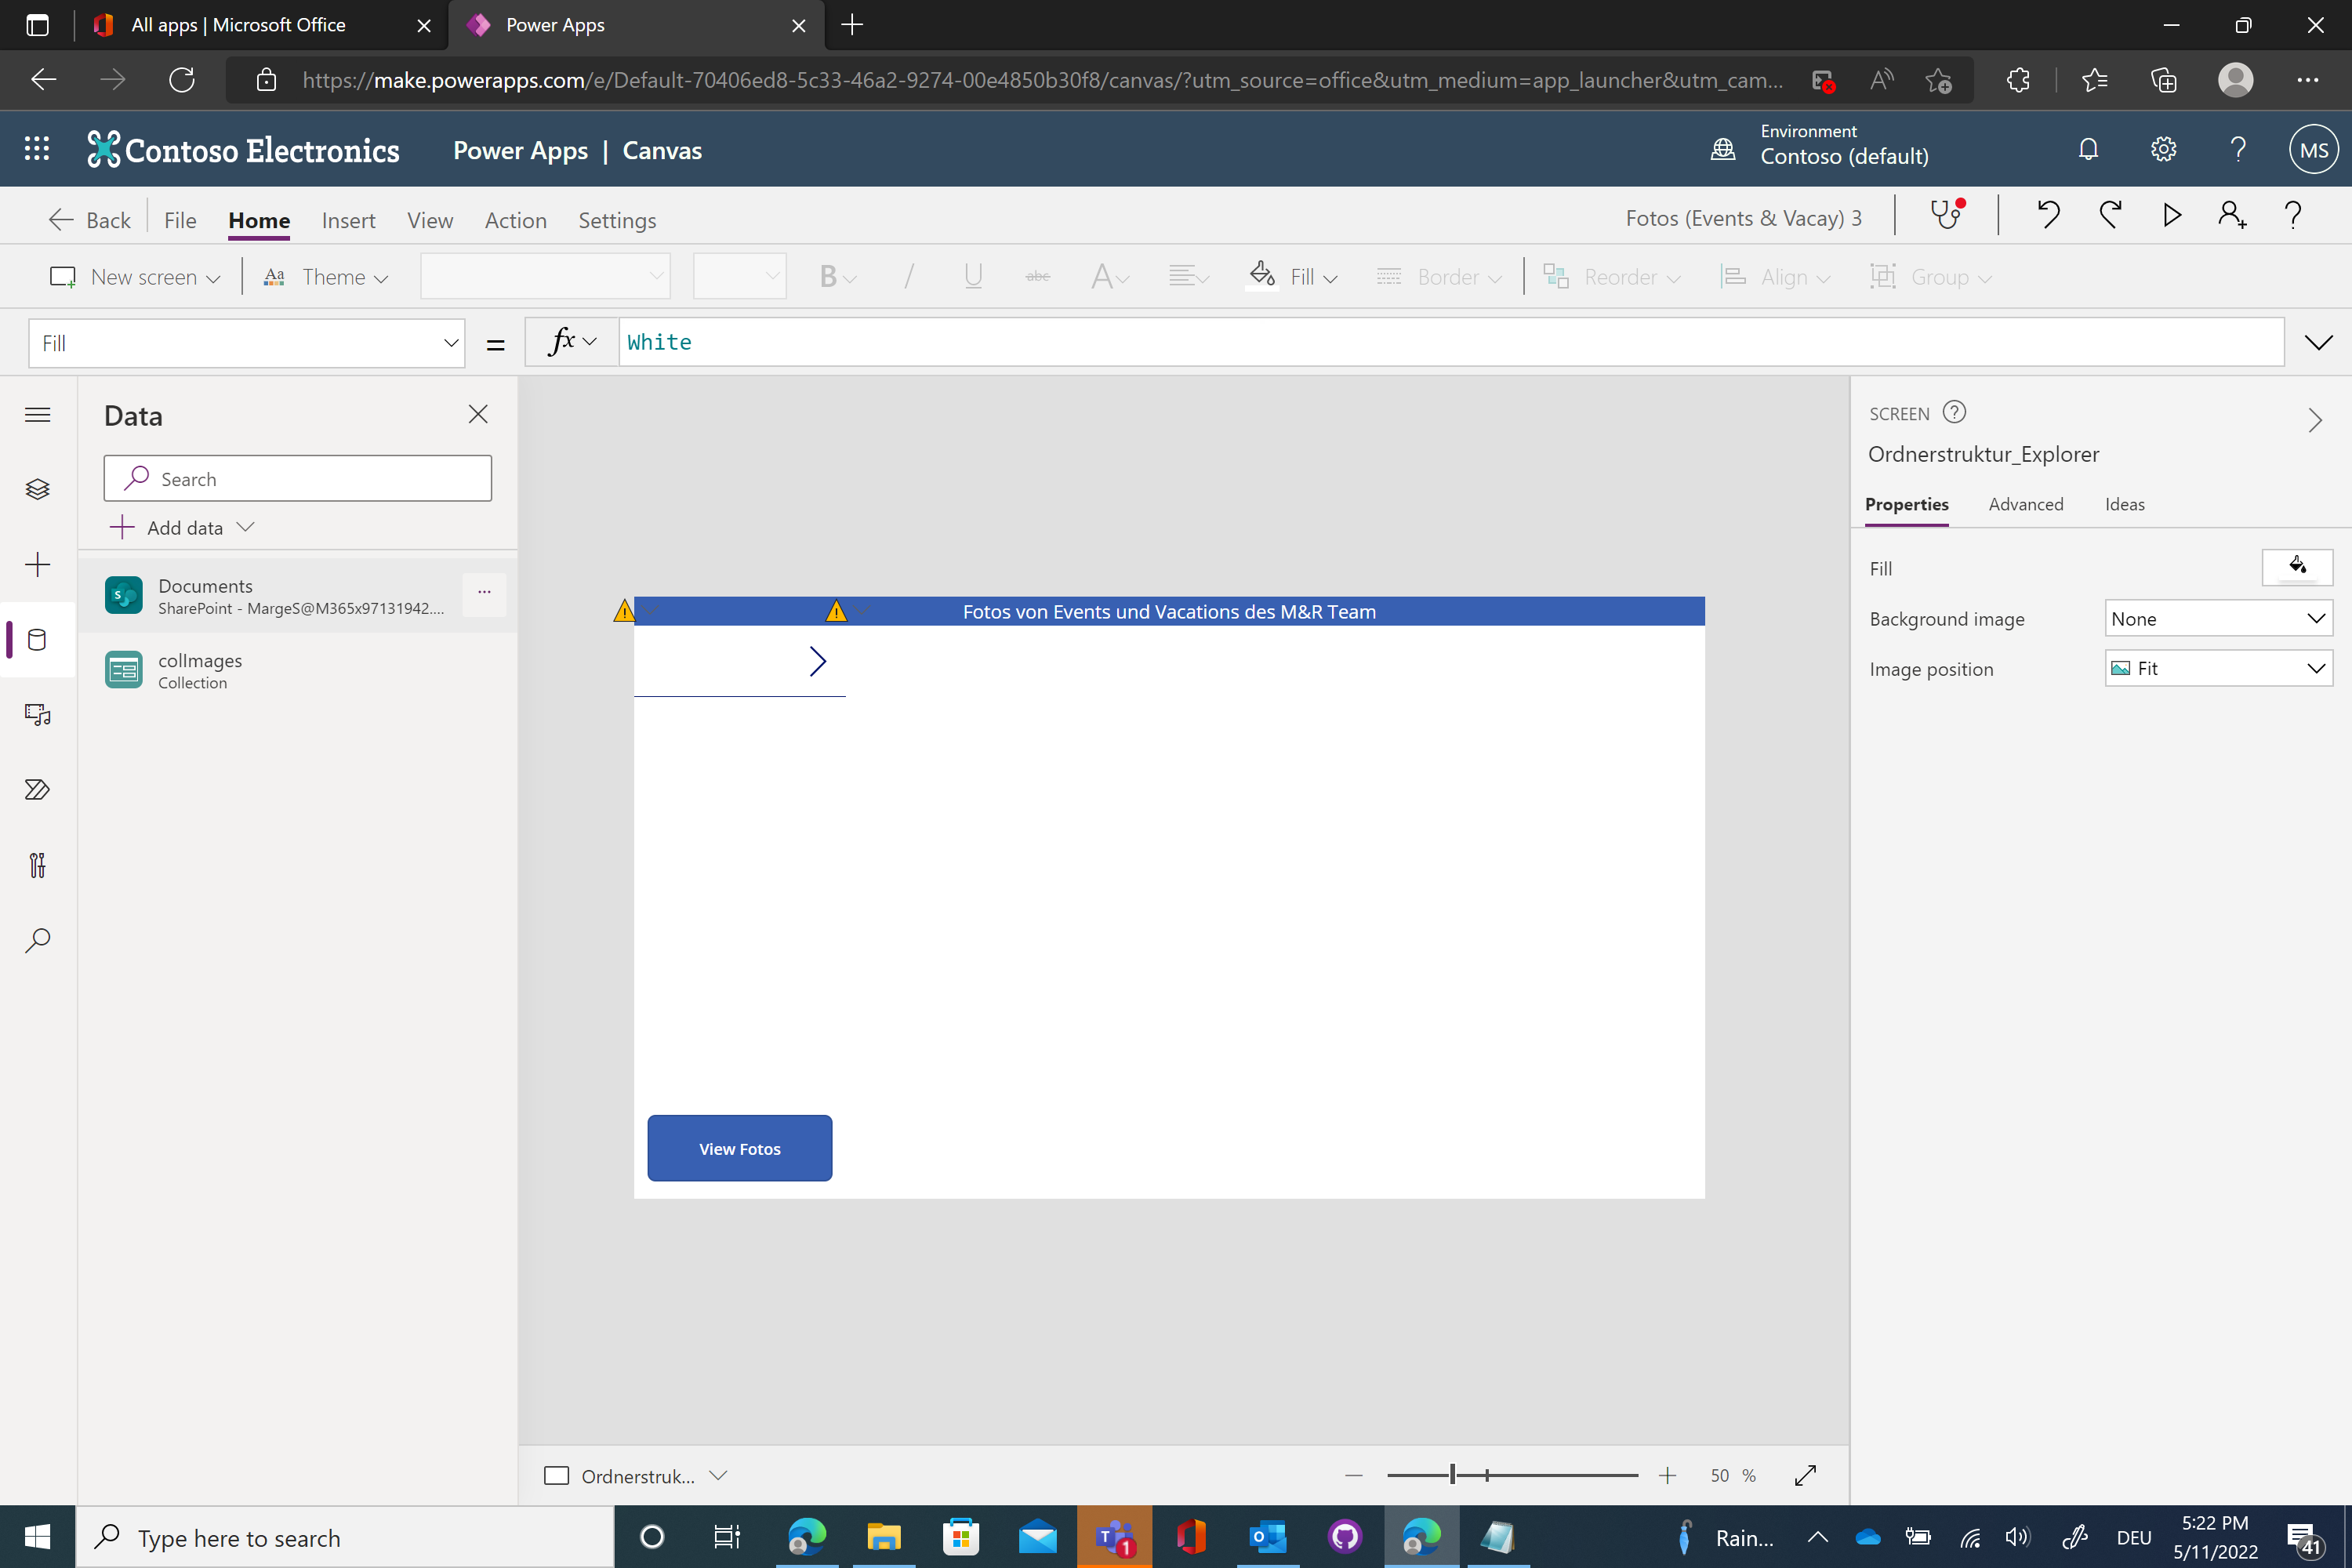 All apps | Microsoft Office
Power Apps
https://make.powerapps.com/e/Default-70406ed8-5c33-46a2-9274-00e4850b30f8/canvas/?utm_source=office&utm_medium=app_launcher&utm_cam...
Contoso Electronics
Power Apps | Canvas
Environment
Contoso (default)
MS
Back
File
Home
Insert
View
Action
Settings
Fotos (Events & Vacay) 3
New screen
Aa
Theme
B
/
U
abc
A
Fill
Border
Reorder
Align
Group
Fill
=
fx
White
Data
Search
Add data
Documents
SharePoint - MargeS@M365x97131942....
...
colImages
Collection
Fotos von Events und Vacations des M&R Team
View Fotos
SCREEN
Ordnerstruktur_Explorer
Properties
Advanced
Ideas
Fill
Background image
None
Image position
Fit
Ordnerstruk...
50 %
Type here to search
1
Rain...
DEU
5:22 PM
5/11/2022
41